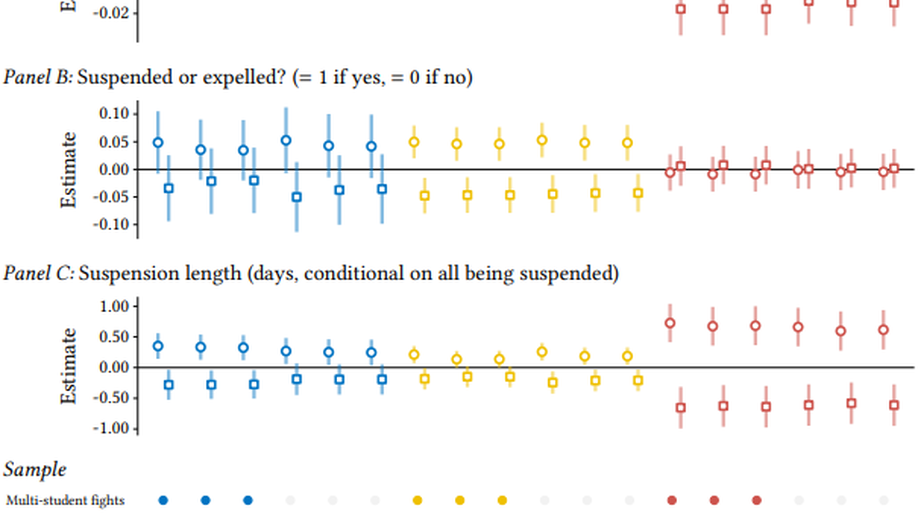 -0.02
Panel B: Suspended or expelled? (= 1 if yes, = 0 if no)
Estimate
0.10
0.05
0.00
-0.05
-0.10
Panel C: Suspension length (days, conditional on all being suspended)
Estimate
1.00
0.50
0.00
-0.50
-1.00
Sample
Multi-student fights